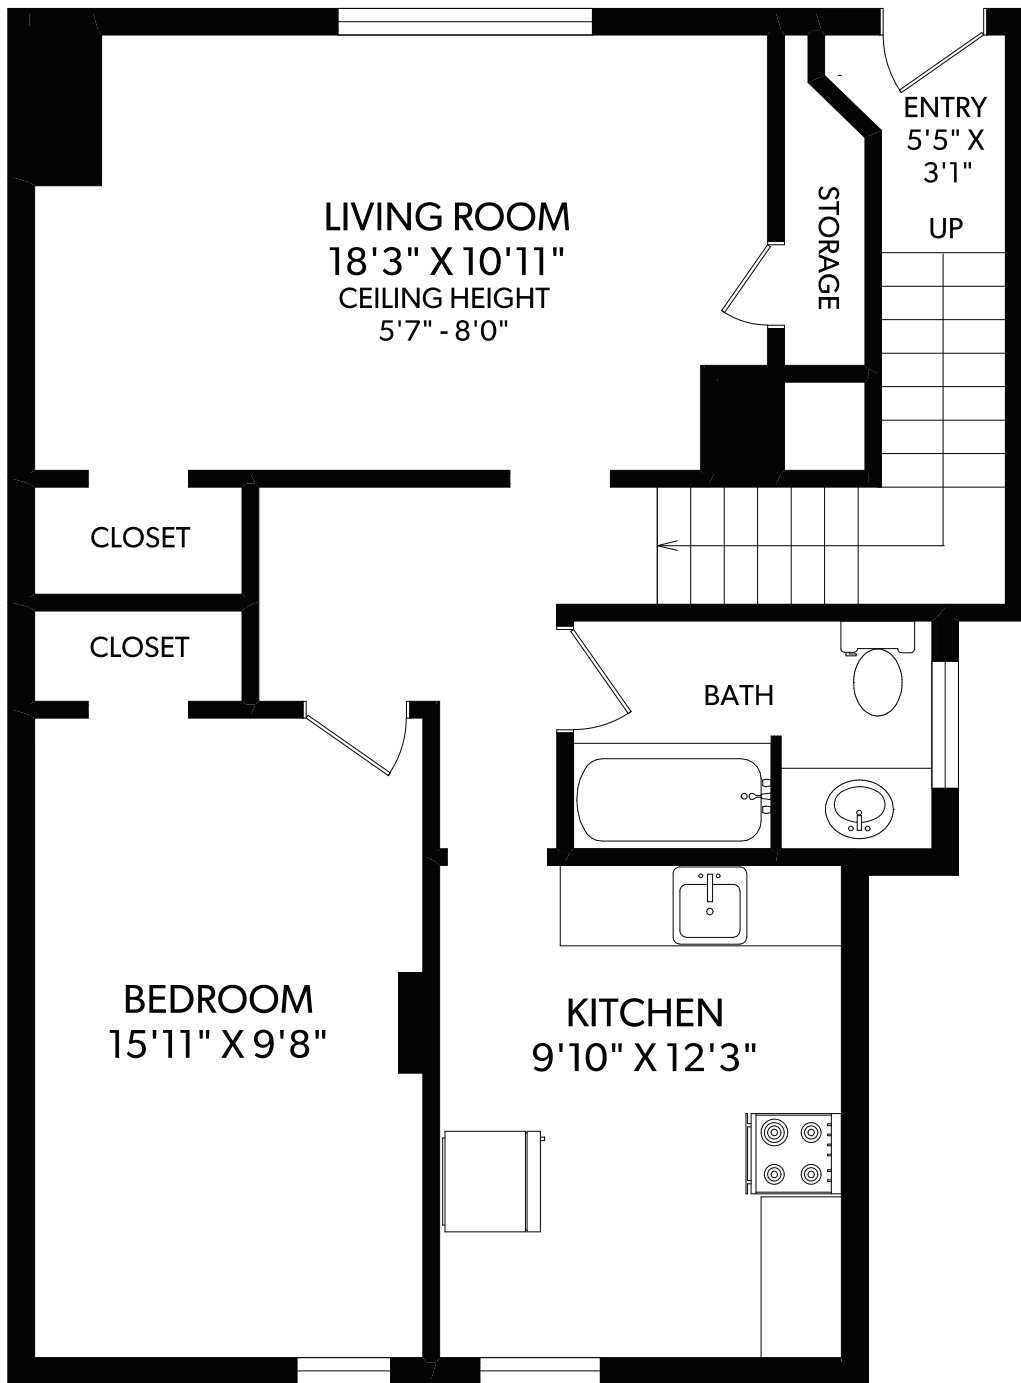 ENTRY
5'5" X
3'1"
UP
STORAGE
LIVING ROOM
18'3" X 10'11"
CEILING HEIGHT
5'7" - 8'0"
CLOSET
CLOSET
BATH
BEDROOM
15'11" X 9'8"
KITCHEN
9'10" X 12'3"